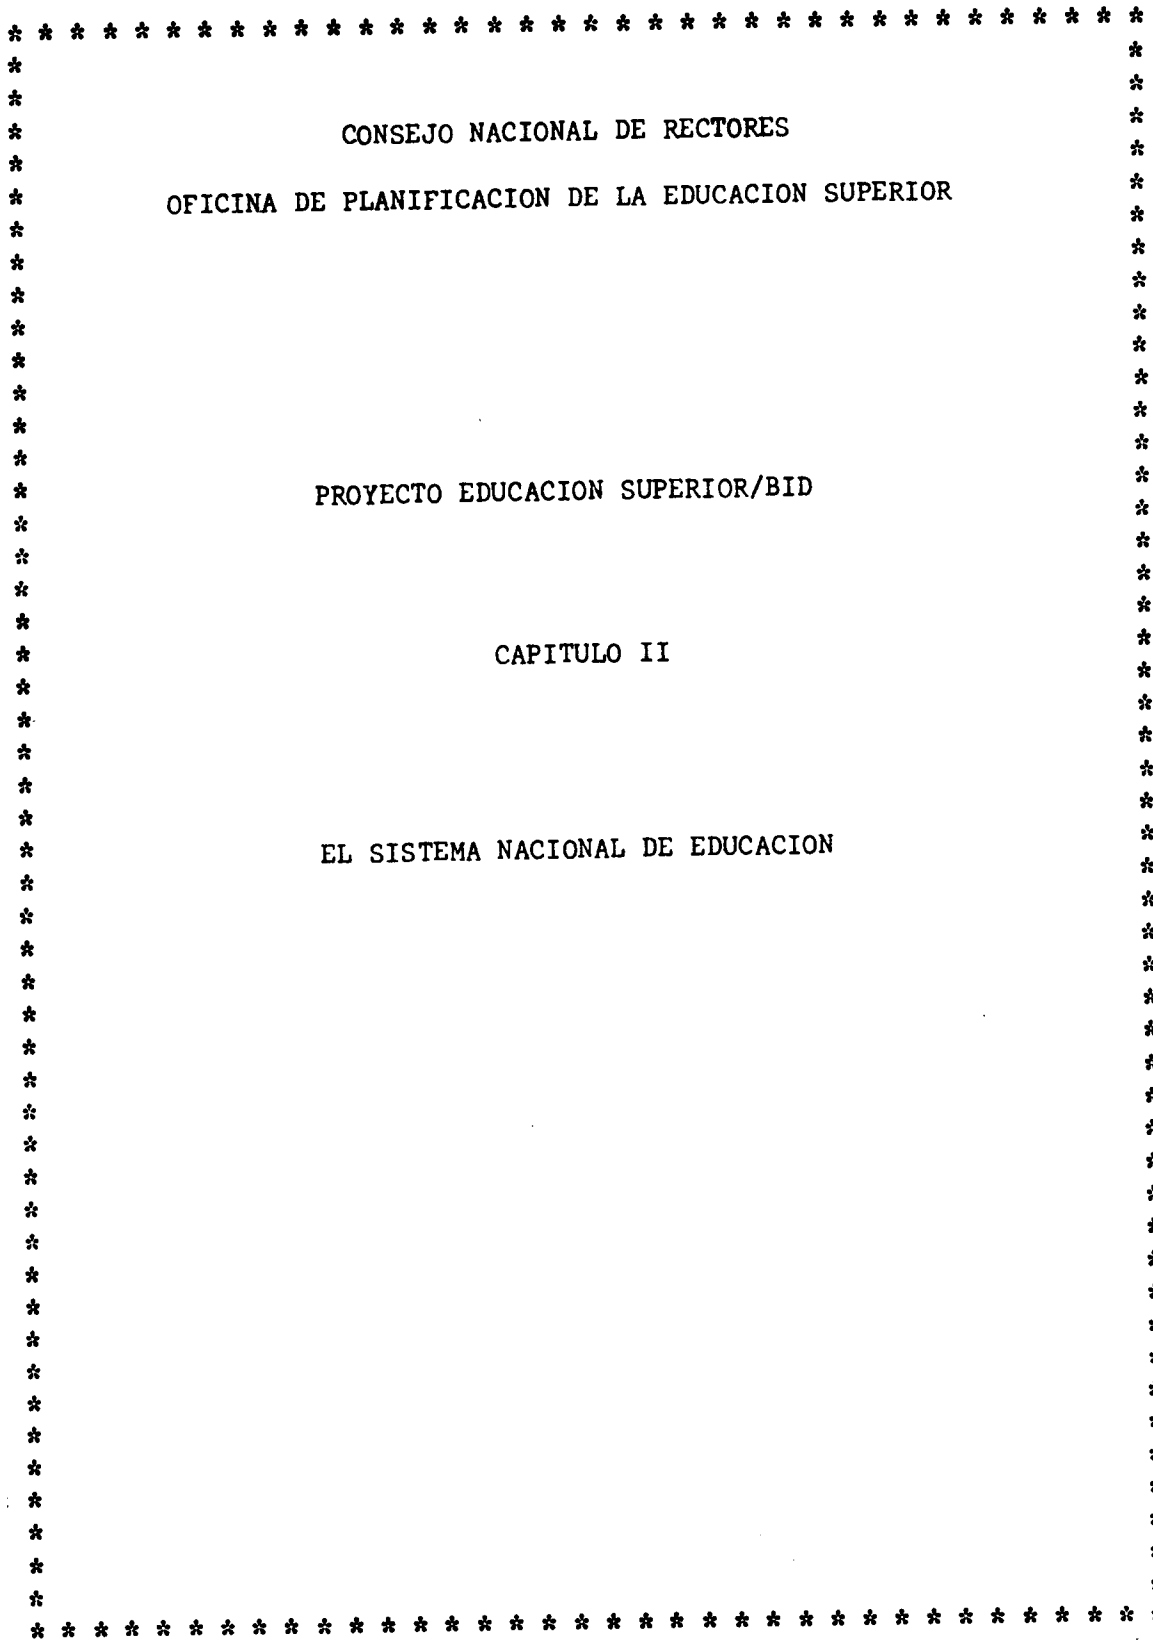 CONSEJO NACIONAL DE RECTORES
OFICINA DE PLANIFICACION DE LA EDUCACION SUPERIOR
PROYECTO EDUCACION SUPERIOR/BID
CAPITULO II
EL SISTEMA NACIONAL DE EDUCACION